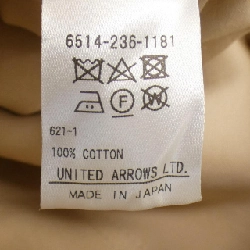 6514-236-1181
F W
621-1
100% COTTON
UNITED ARROWS LTD.
MADE IN JAPAN